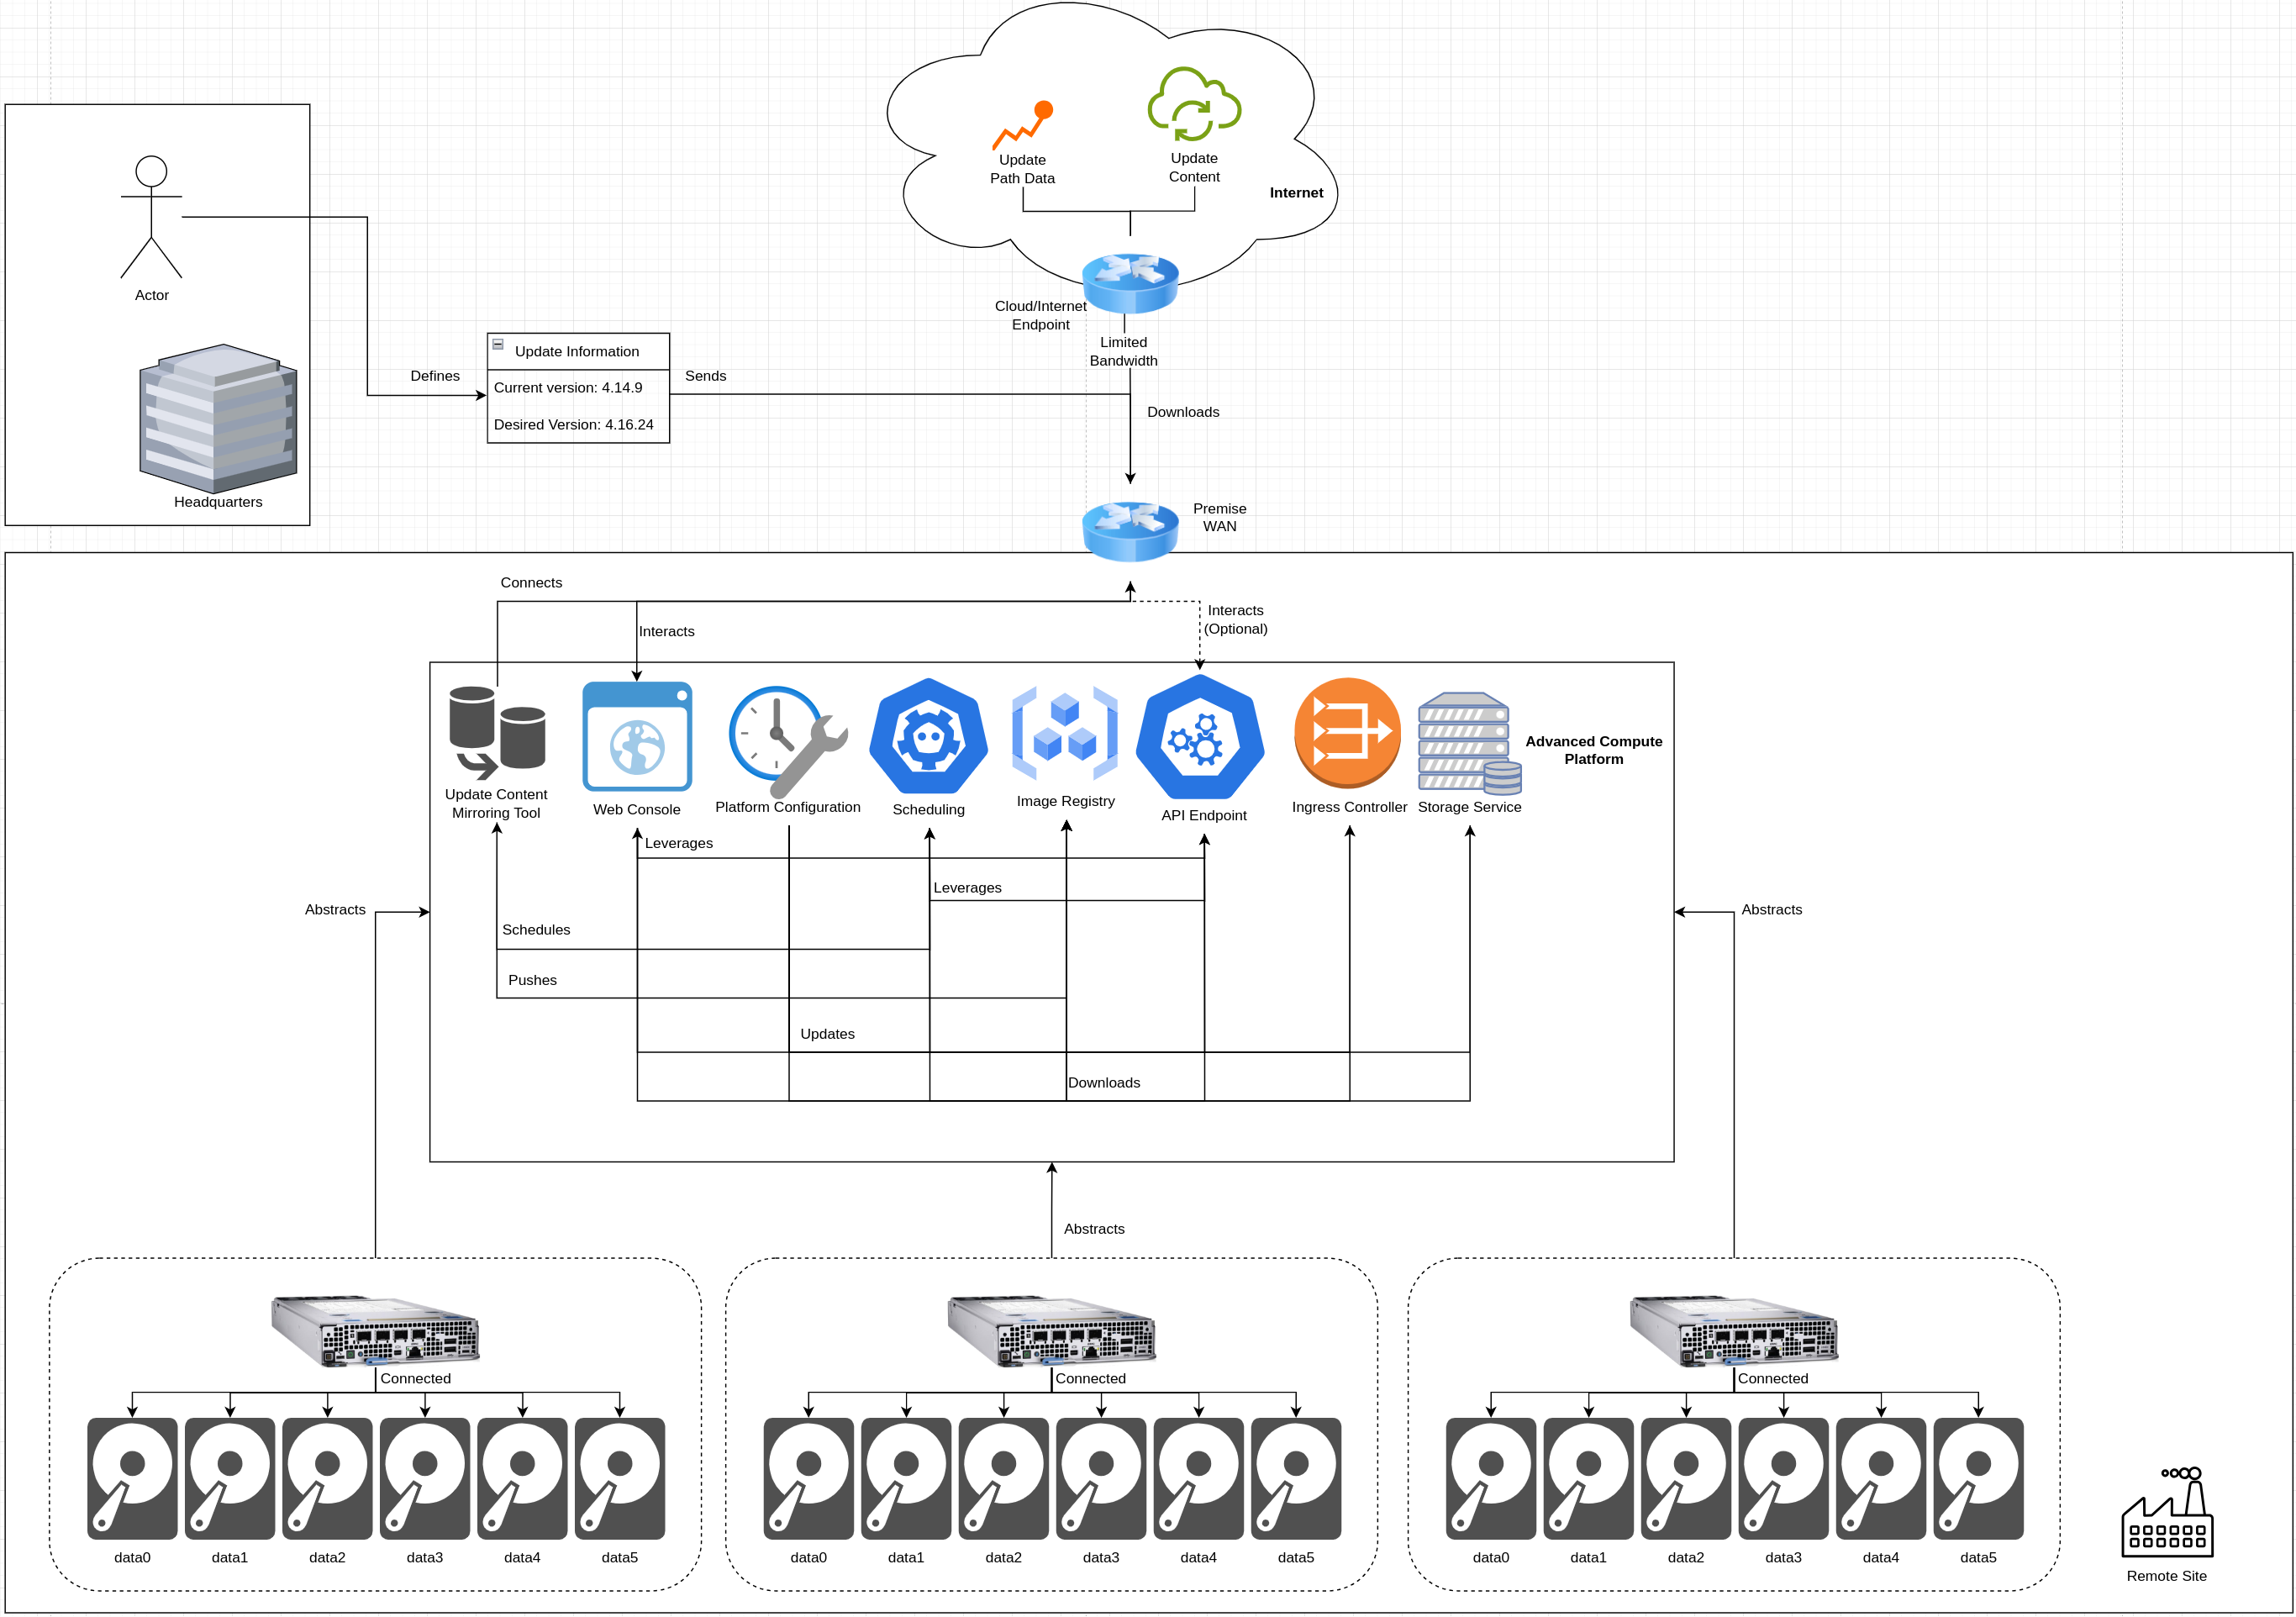 Update
Path Data
Update
Content
Internet
Actor
Cloud/Internet
Endpoint
Limited
Bandwidth
Update Information
Defines
Sends
Current version: 4.14.9
Downloads
Desired Version: 4.16.24
Headquarters
Premise
WAN
Connects
Interacts
(Optional)
Interacts
Advanced Compute
Platform
Update Content
Mirroring Tool
Web Console
Platform Configuration
Scheduling
Image Registry
API Endpoint
Ingress Controller
Storage Service
Leverages
Leverages
Abstracts
Abstracts
Schedules
Pushes
Updates
Downloads
Abstracts
Connected
Connected
Connected
data0
data1
data2
data3
data4
data5
data0
data1
data2
data3
data4
data5
data0
data1
data2
data3
data4
data5
Remote Site